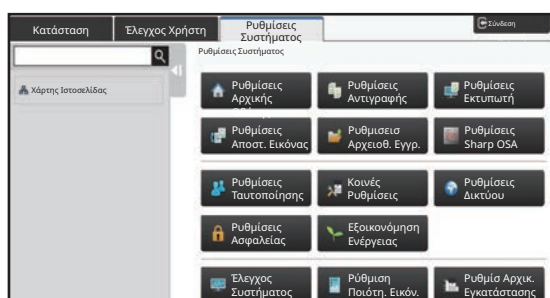 Κατάσταση
Έλεγχος Χρήστη
Ρυθμίσεις
Συστήματος
Σύνδεση
Ρυθμίσεις Συστήματος
Χάρτης Ιστοσελίδας
Ρυθμίσεις
Αρχικής
Ρυθμίσεις
Αντιγραφής
Ρυθμίσεις
Εκτυπωτή
Ρυθμίσεις
Αποστ. Εικόνας
Ρυθμισεισ
Αρχειοθ. Εγγρ.
Ρυθμίσεις
Sharp OSA
Ρυθμίσεις
Ταυτοποίησης
Κοινές
Ρυθμίσεις
Ρυθμίσεις
Δικτύου
Ρυθμίσεις
Ασφαλείας
Εξοικονόμηση
Ενέργειας
Έλεγχος
Συστήματος
Ρύθμιση
Ποιότη. Εικόν.
Ρυθμίσ Αρχικ.
Εγκατάστασης